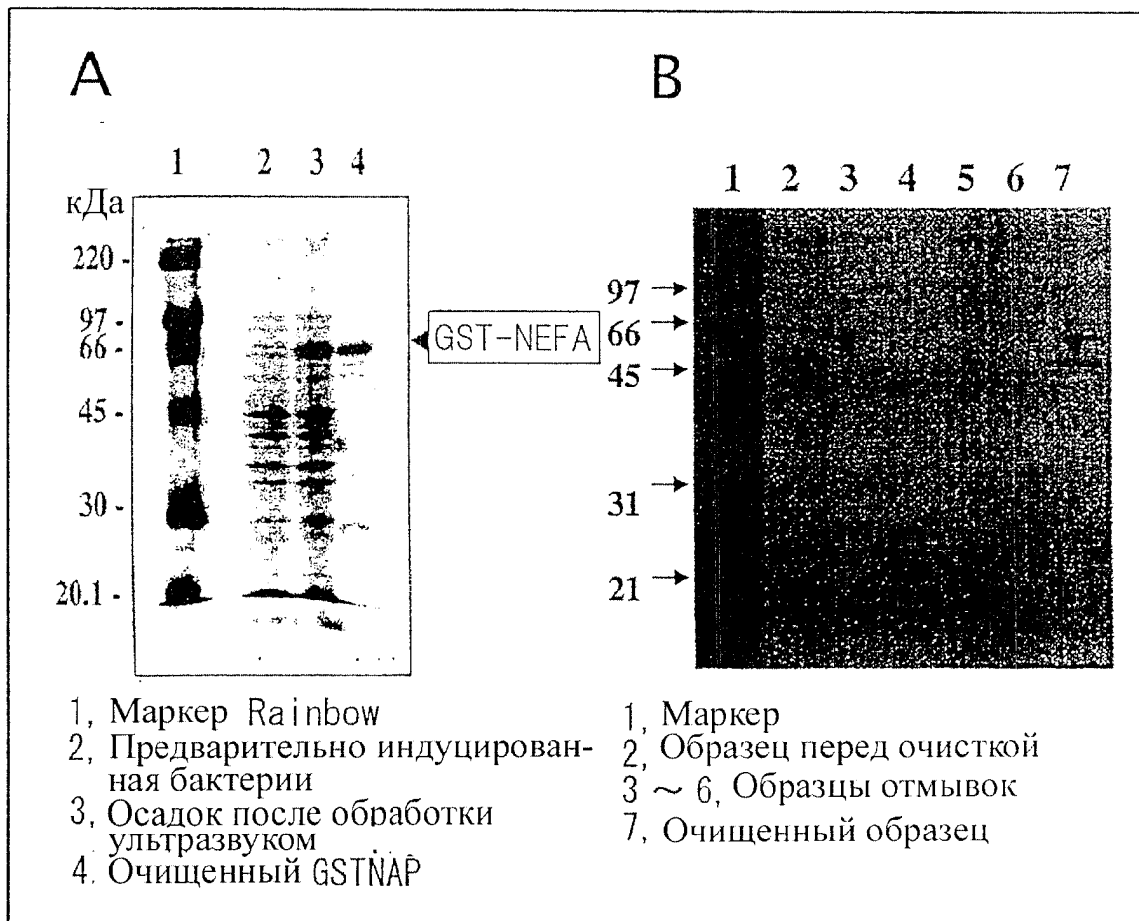 A
B
1 2 3 4
1 2 3 4 5 6 7
кДа
220 -
97 -
66 -
45 -
30 -
20.1 -
GST-NEFA
97 →
66 →
45 →
31 →
21 →
1, Маркер Rainbow
2, Предварительно индуцирован-
ная бактерии
3, Осадок после обработки
ультразвуком
4. Очищенный GSTNAP
1, Маркер
2, Образец перед очисткой
3 ~ 6, Образцы отмывок
7, Очищенный образец